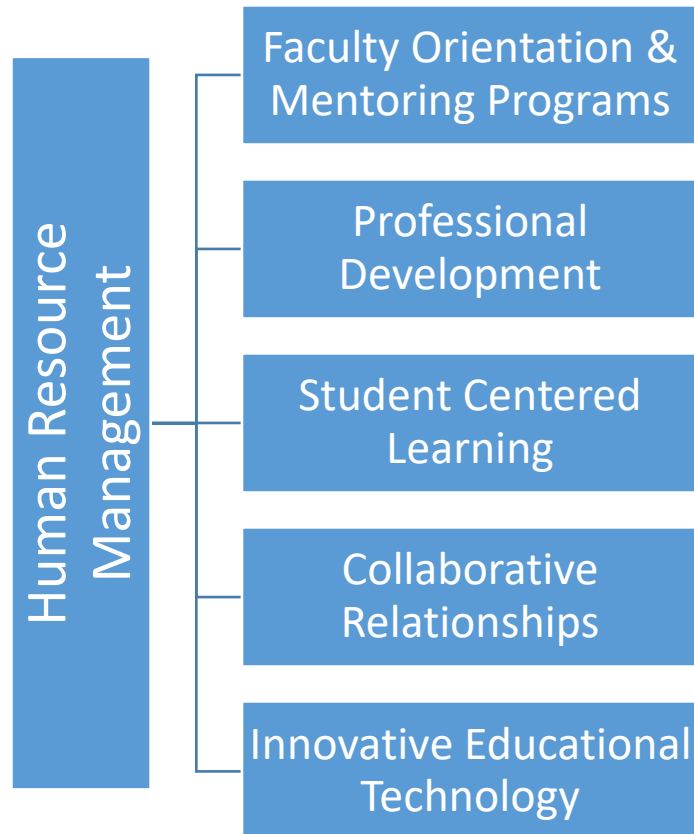 Human Resource
Management
Faculty Orientation &
Mentoring Programs
Professional
Development
Student Centered
Learning
Collaborative
Relationships
Innovative Educational
Technology